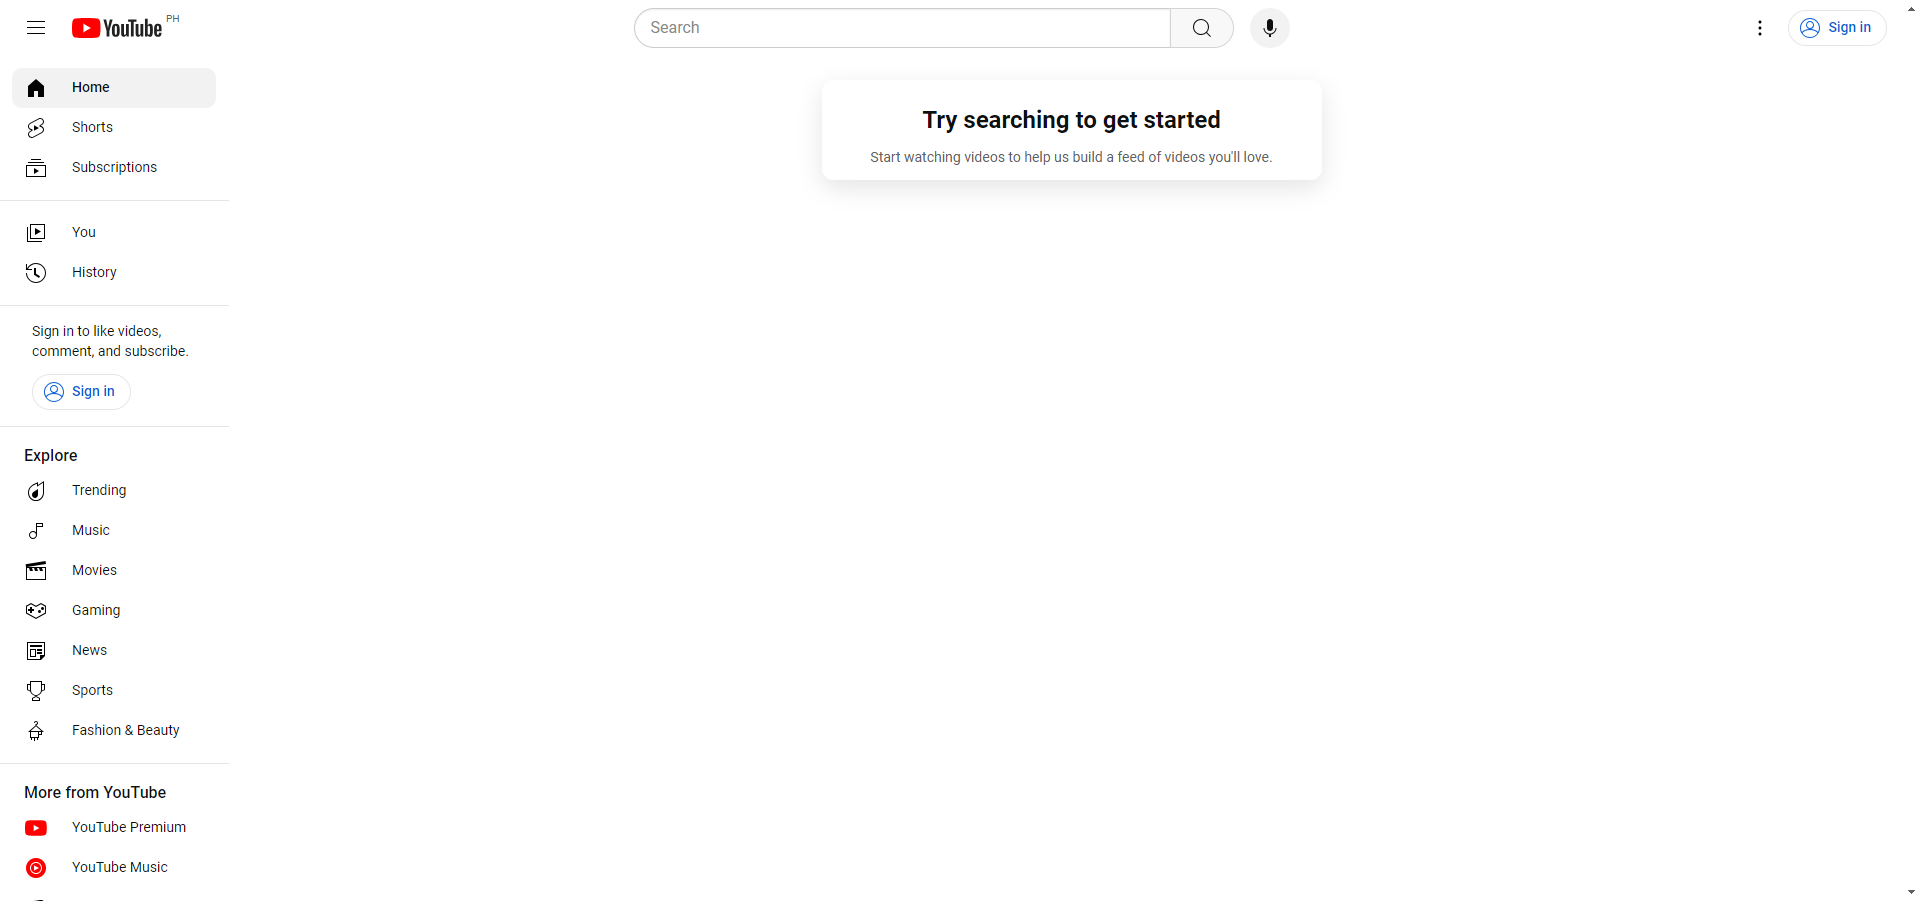 YouTube PH
Search
Sign in
Home
Shorts
Subscriptions
You
History
Sign in to like videos,
comment, and subscribe.
Sign in
Explore
Trending
Music
Movies
Gaming
News
Sports
Fashion & Beauty
More from YouTube
YouTube Premium
YouTube Music
Try searching to get started
Start watching videos to help us build a feed of videos you'll love.